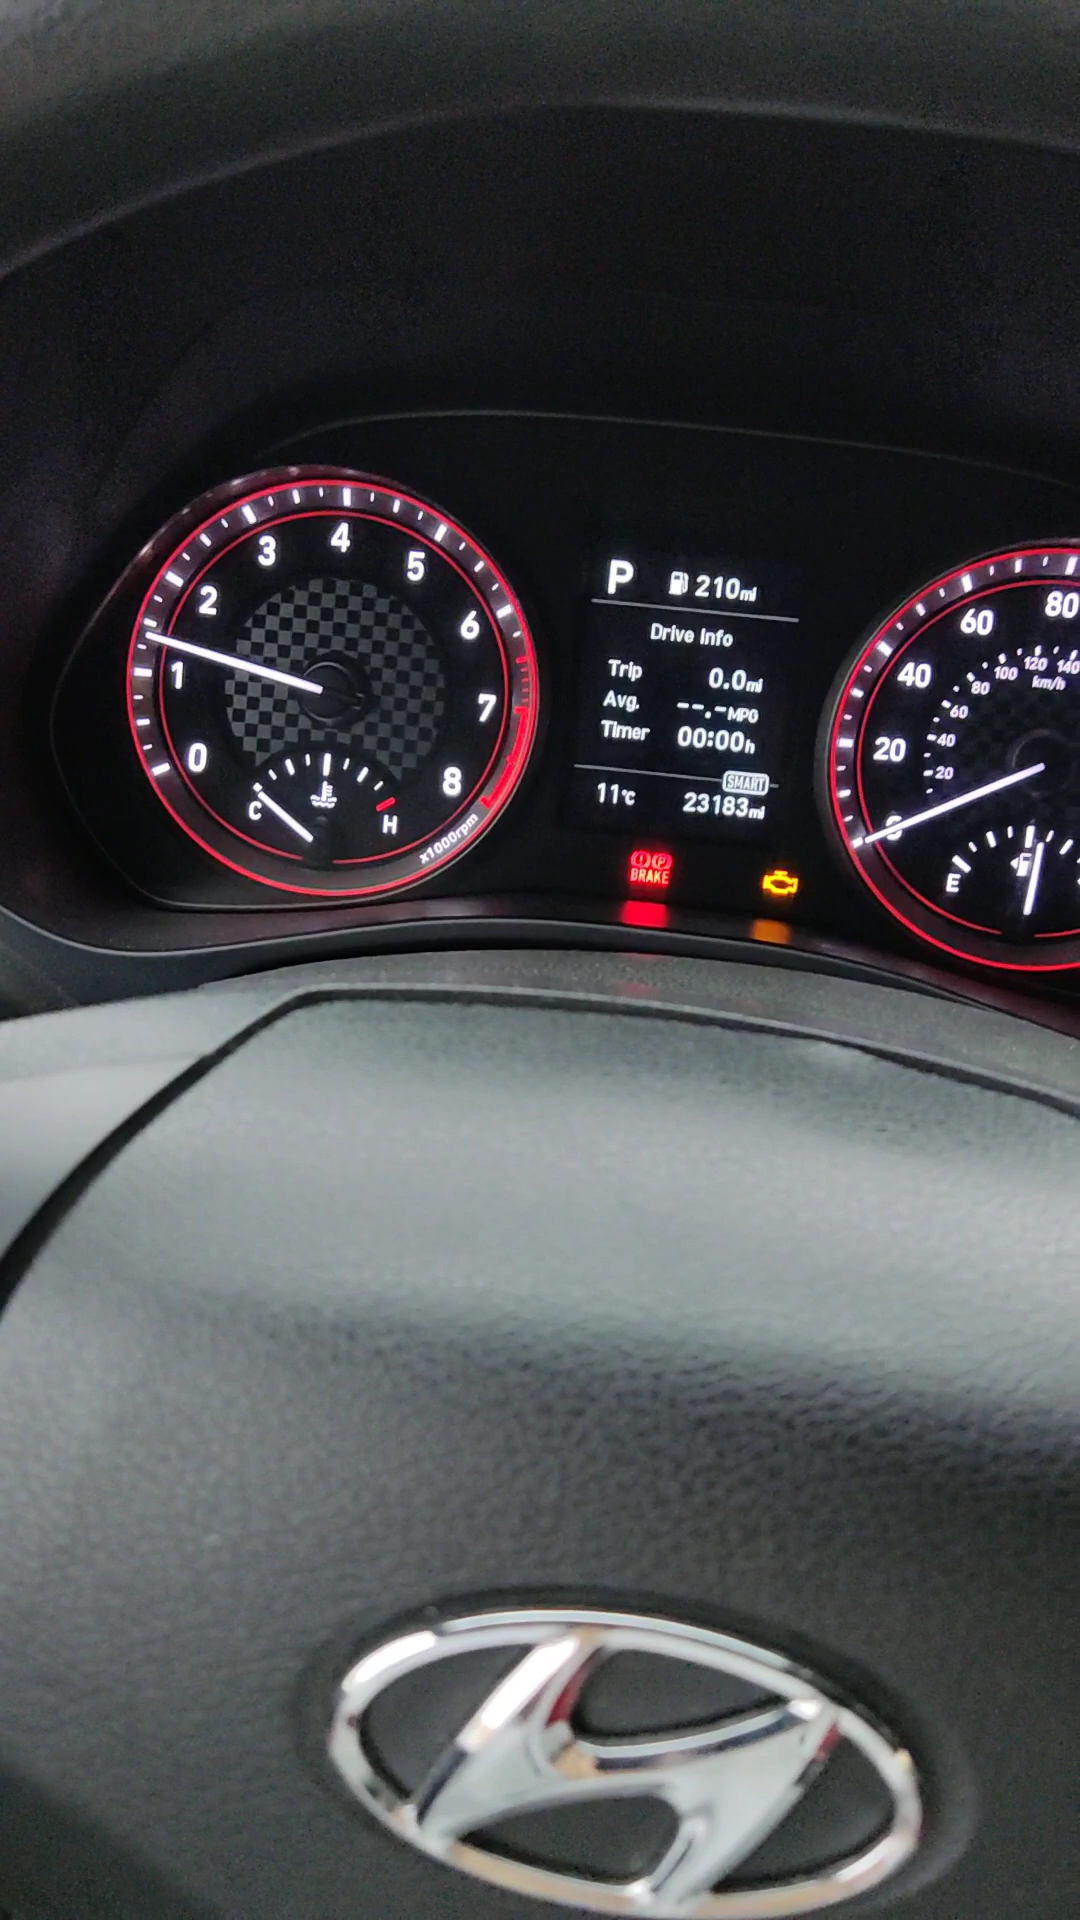 0
1
2
3
4
5
6
7
8
x1000rpm
C
H
P 210mi
Drive Info
Trip 0.0mi
Avg. --.-MPG
Timer 00:00h
SMART
11°C 23183mi
BRAKE
0
20
40
60
80
20
40
60
80
100
120
140
km/h
E